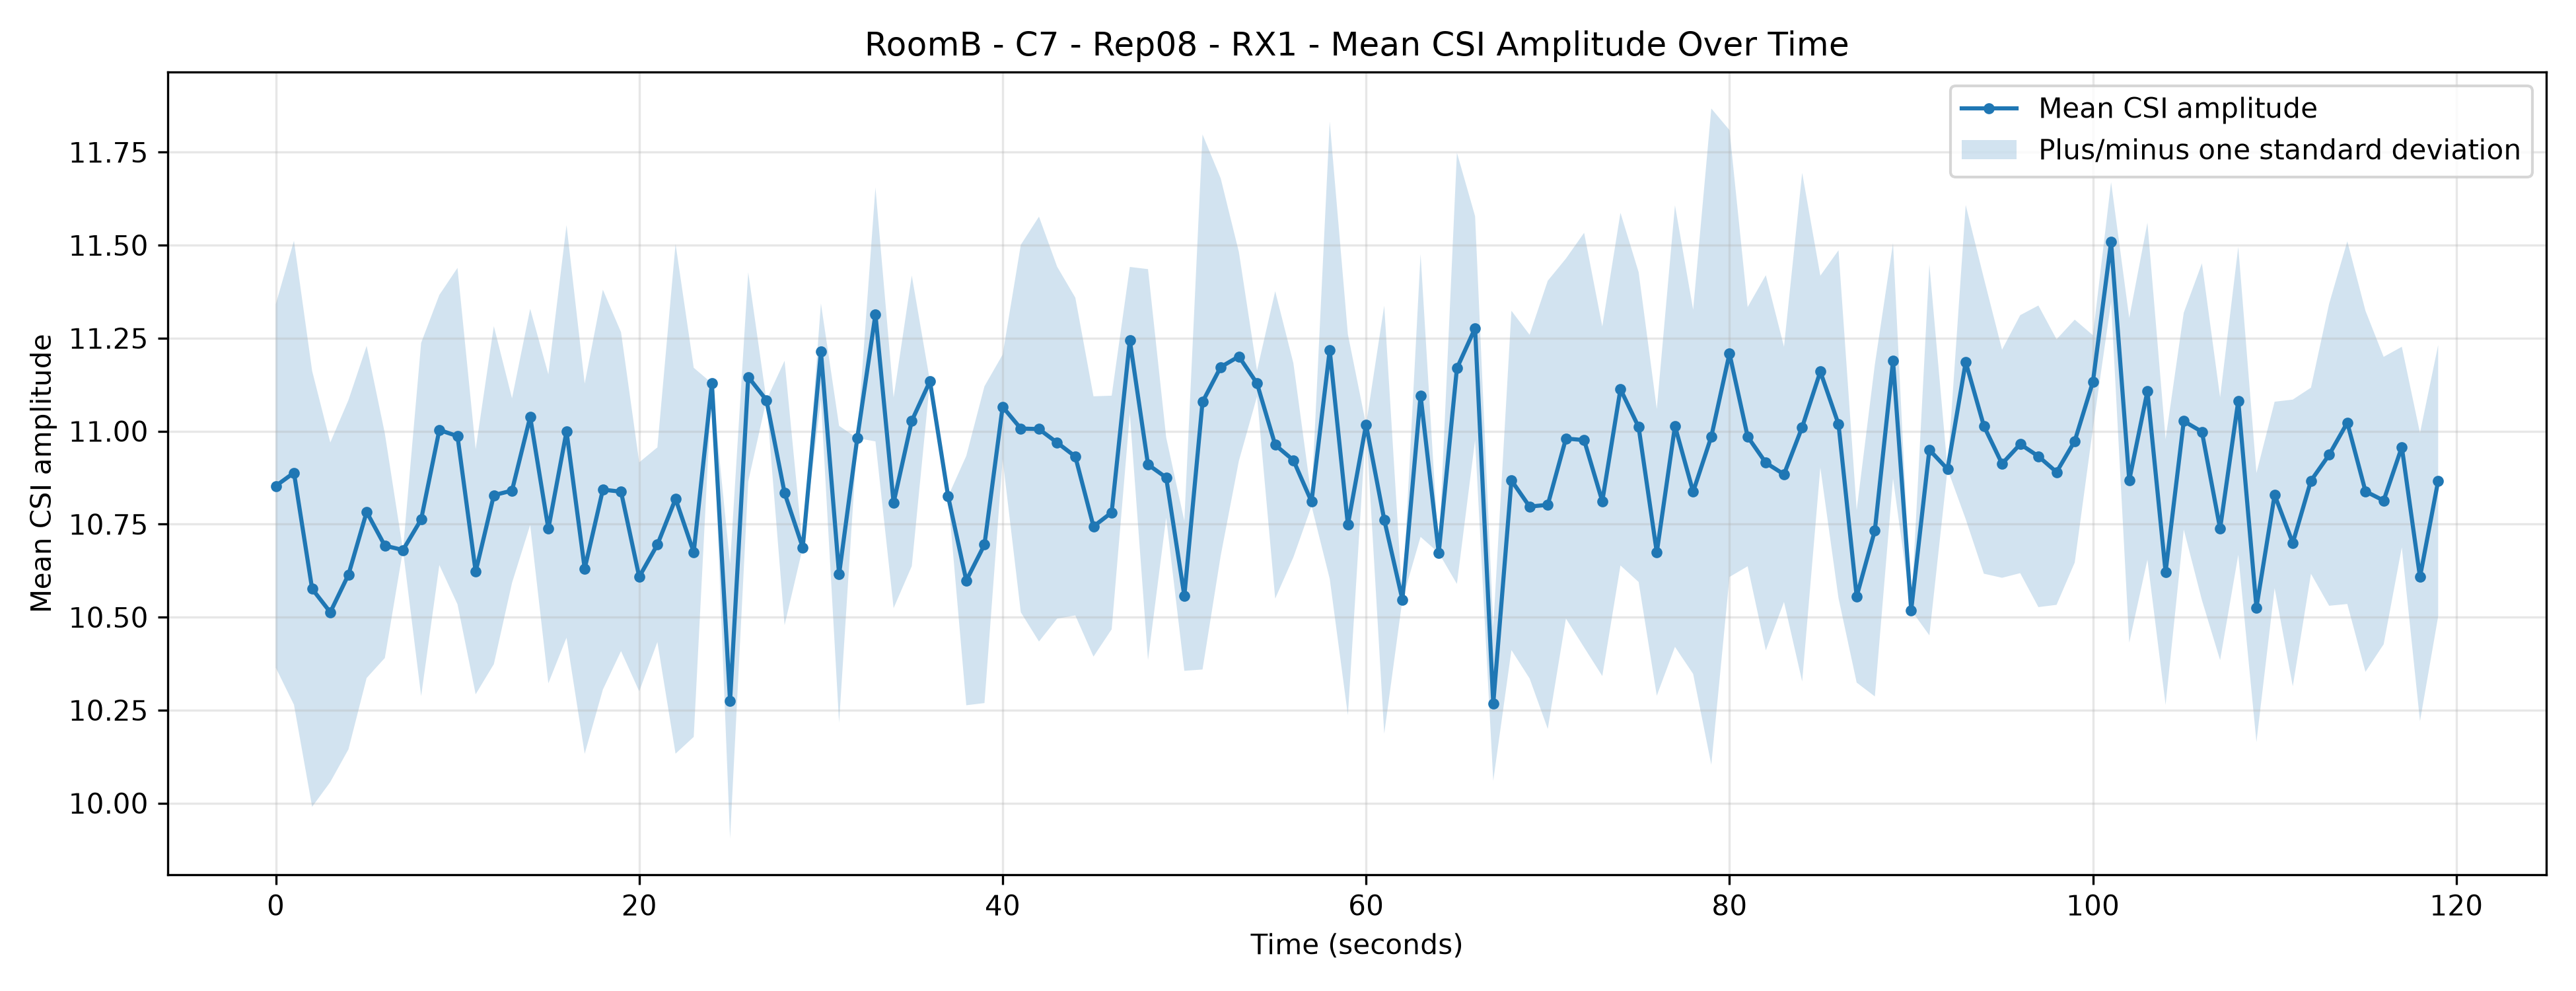 RoomB - C7 - Rep08 - RX1 - Mean CSI Amplitude Over Time
Mean CSI amplitude
Plus/minus one standard deviation
11.75
11.50
11.25
11.00
10.75
10.50
10.25
10.00
Mean CSI amplitude
0 20 40 60 80 100 120
Time (seconds)